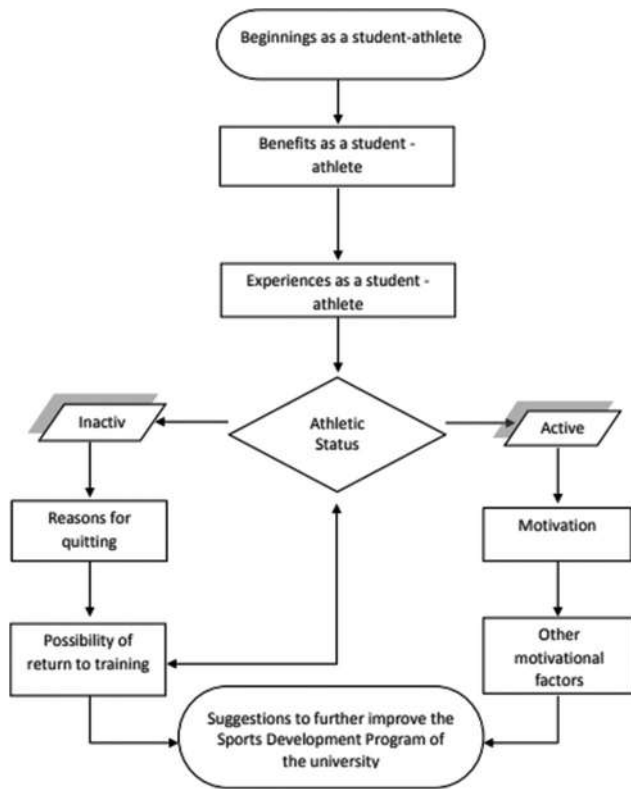 Beginnings as a student-athlete
Benefits as a student -
athlete
Experiences as a student -
athlete
Athletic
Status
Inactiv
Active
Reasons for
quitting
Motivation
Possibility of
return to training
Other
motivational
factors
Suggestions to further improve the
Sports Development Program of
the university